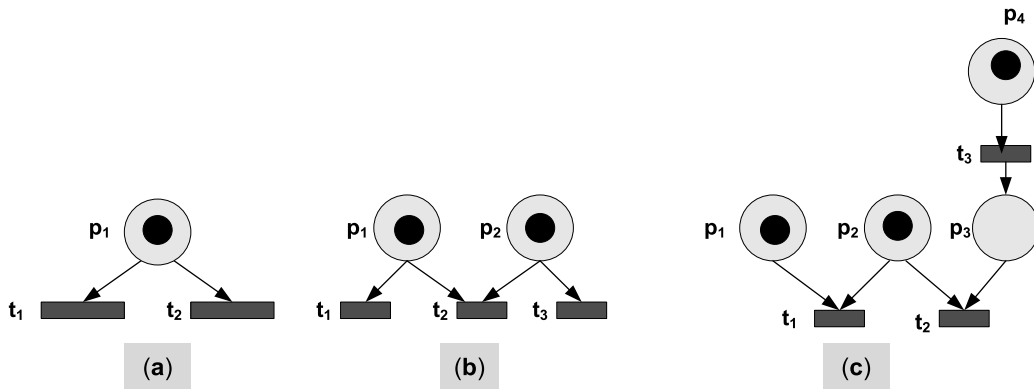 p₄
t₃
p₁ p₁ p₂ p₁ p₂ p₃
t₁ t₂ t₁ t₂ t₃ t₁ t₂
(a) (b) (c)